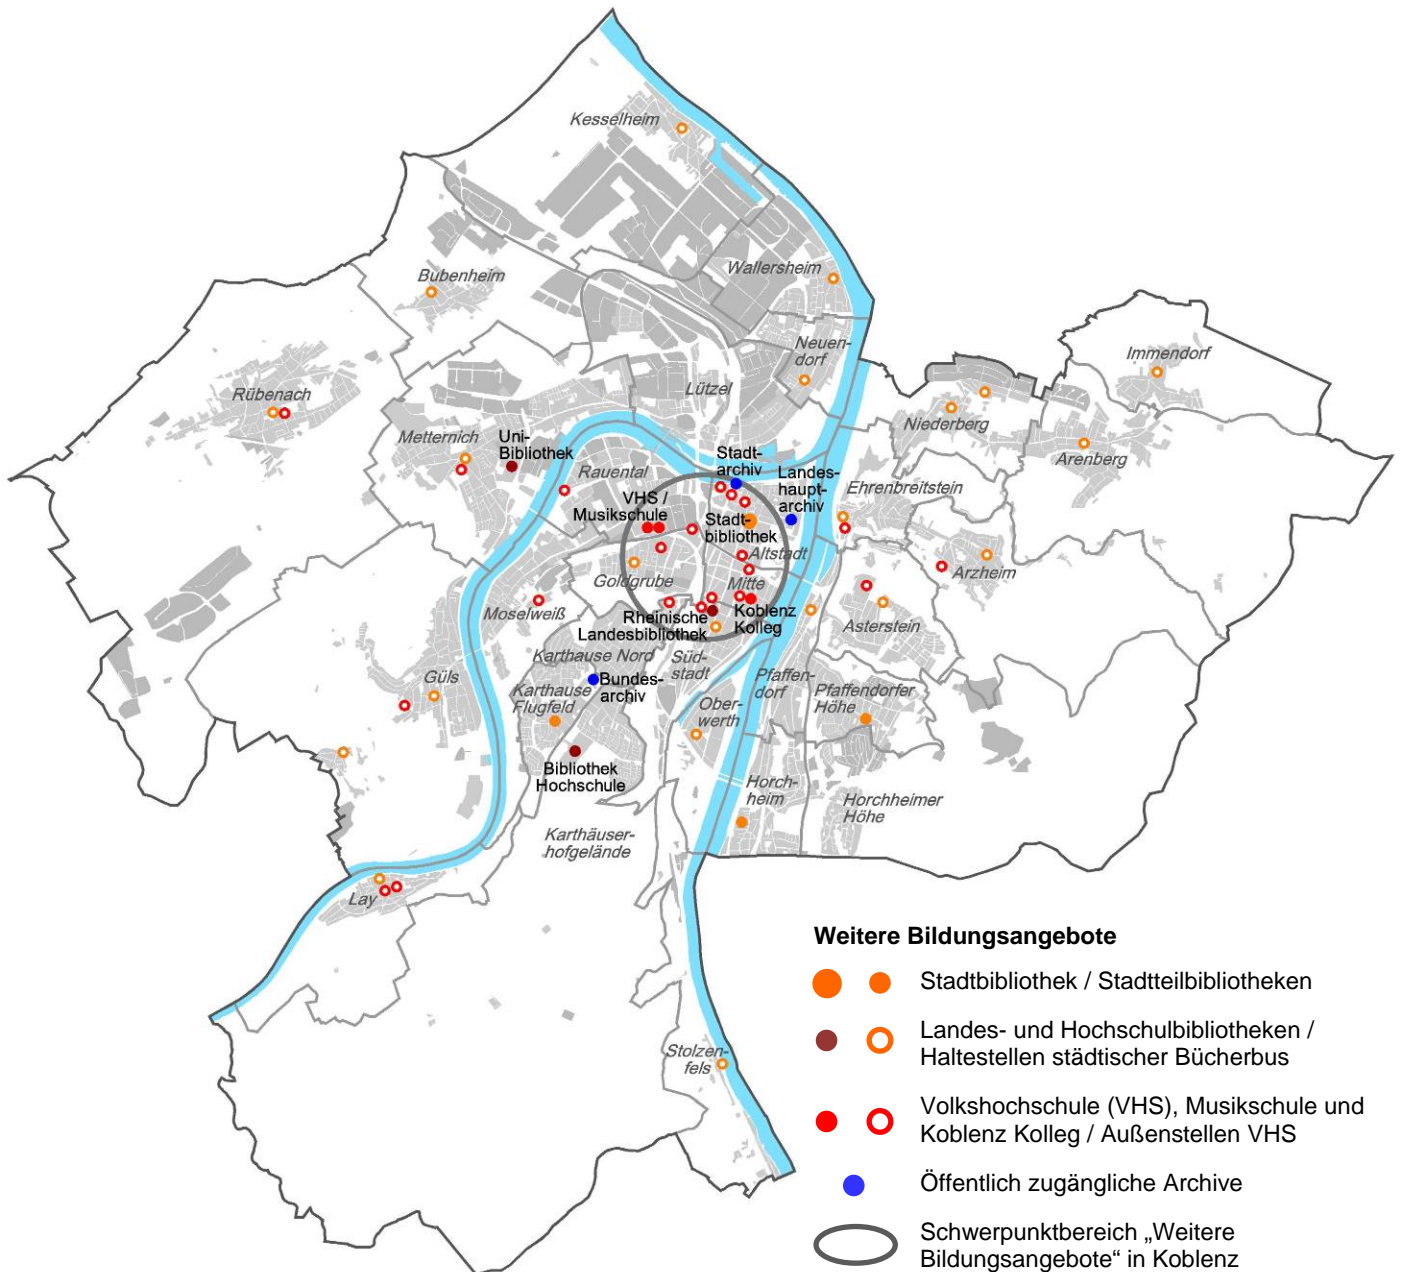 Kesselheim
Bubenheim
Wallersheim
Neuen-
dorf
Immendorf
Rübenach
Lützel
Niederberg
Arenberg
Metternich
Uni-
Bibliothek
Rauental
Stadt-
archiv
Landes-
haupt-
archiv
Ehrenbreitstein
VHS /
Musikschule
Stadt-
bibliothek
Altstadt
Goldgrube
Mitte
Arzheim
Moselweiß
Rheinische
Landesbibliothek
Koblenz
Kolleg
Asterstein
Karthause Nord
Süd-
stadt
Güls
Karthause
Flugfeld
Bundes-
archiv
Pfaffen-
dorf
Pfaffendorfer
Höhe
Ober-
werth
Bibliothek
Hochschule
Horch-
heim
Horchheimer
Höhe
Karthäuser-
hofgelände
Lay
Stolzen-
fels
Weitere Bildungsangebote
Stadtbibliothek / Stadtteilbibliotheken
Landes- und Hochschulbibliotheken /
Haltestellen städtischer Bücherbus
Volkshochschule (VHS), Musikschule und
Koblenz Kolleg / Außenstellen VHS
Öffentlich zugängliche Archive
Schwerpunktbereich „Weitere
Bildungsangebote“ in Koblenz